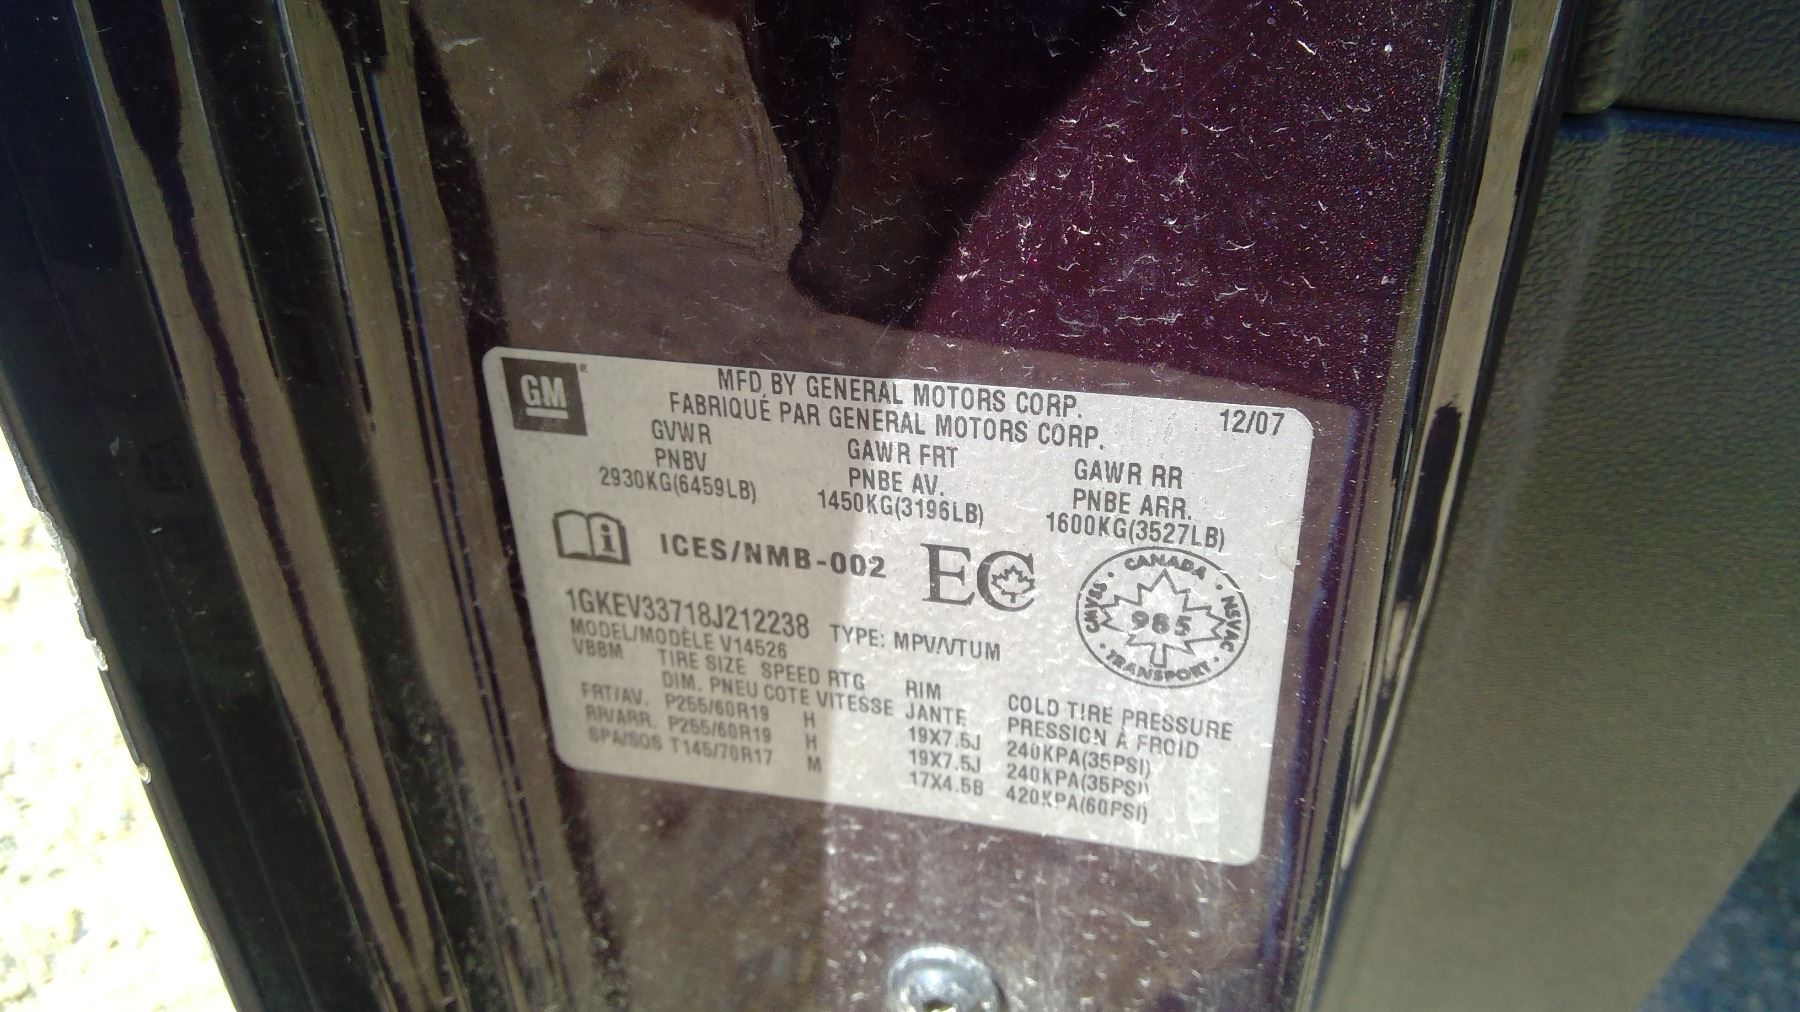 GM
MFD BY GENERAL MOTORS CORP. 12/07
FABRIQUÉ PAR GENERAL MOTORS CORP.
GVWR GAWR FRT GAWR RR
PNBV PNBE AV. PNBE ARR.
2930KG(6459LB) 1450KG(3196LB) 1600KG(3527LB)
ICES/NMB-002 EC
CANADA
CMVSS 985 NSVAC
TRANSPORT
1GKEV33718J212238 TYPE: MPV/VTUM
MODEL/MODÈLE V14526
VBBM TIRE SIZE SPEED RTG RIM COLD TIRE PRESSURE
DIM. PNEU COTE VITESSE JANTE PRESSION À FROID
FRT/AV. P255/60R19 H 19X7.5J 240KPA(35PSI)
RR/ARR. P255/60R19 H 19X7.5J 240KPA(35PSI)
SPA/SOS T145/70R17 M 17X4.5B 420KPA(60PSI)